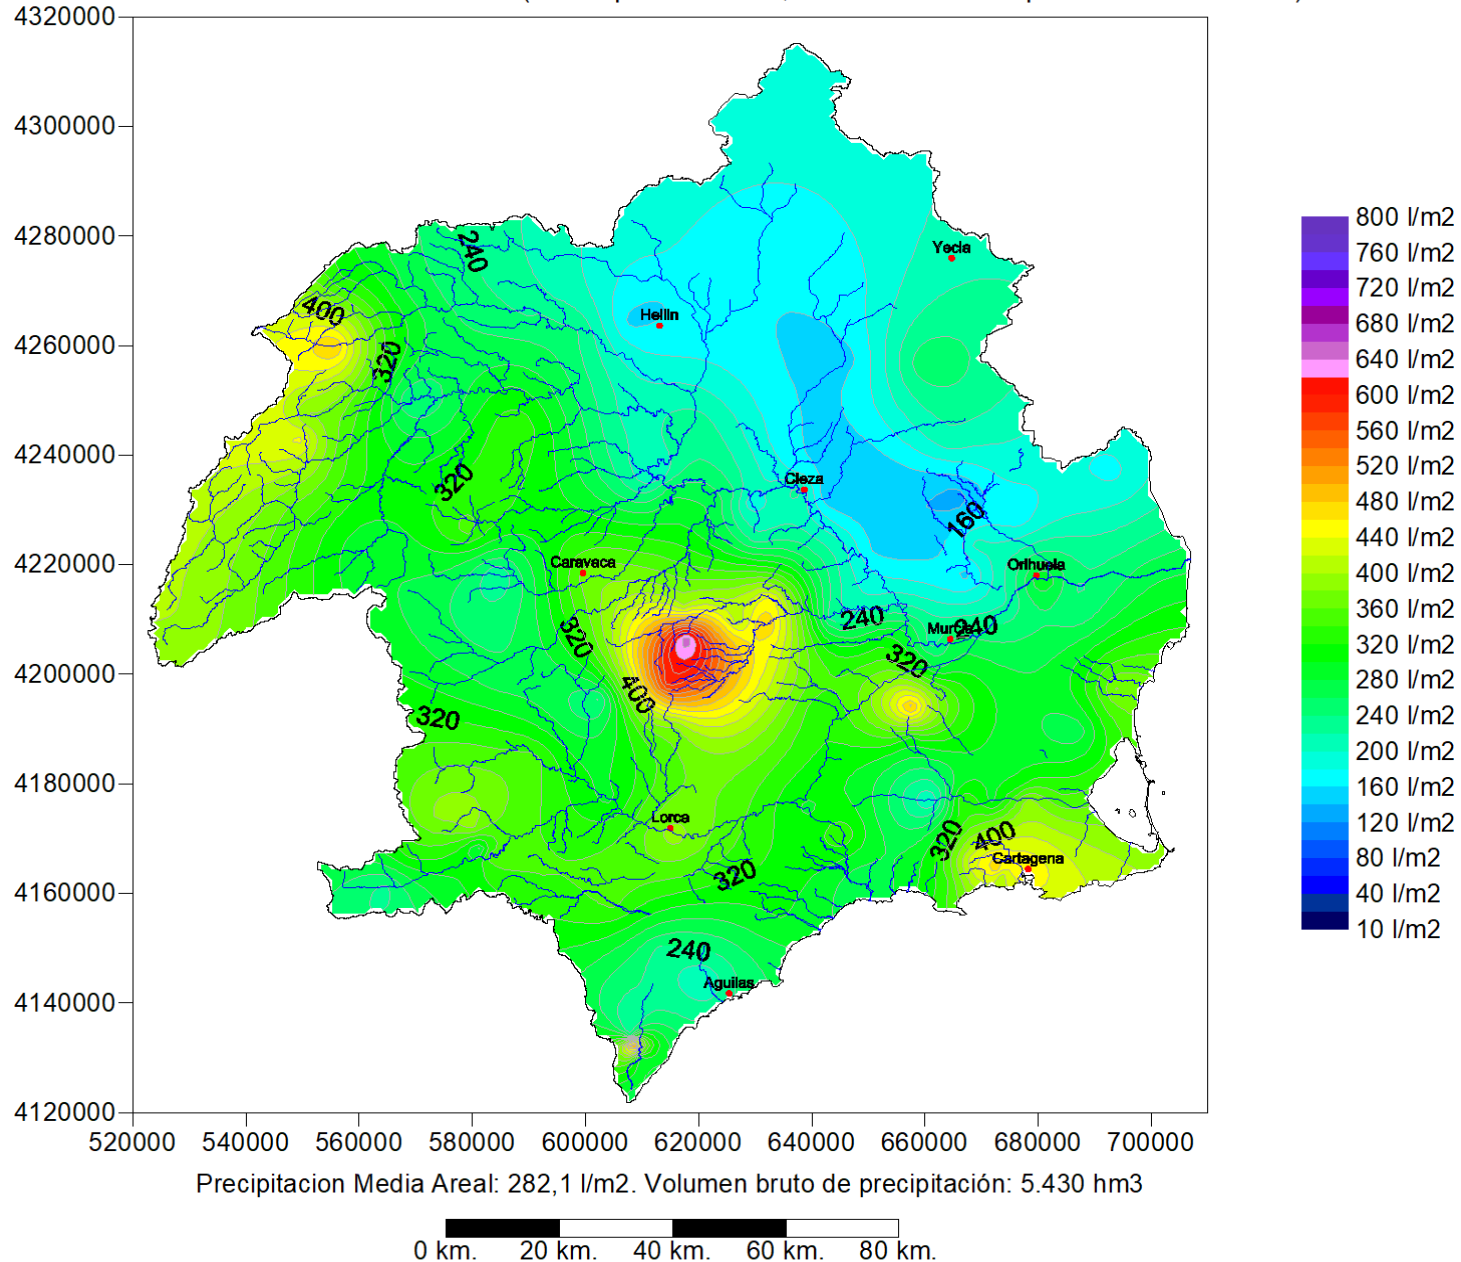 4320000
4300000
4280000
4260000
4240000
4220000
4200000
4180000
4160000
4140000
4120000
520000 540000 560000 580000 600000 620000 640000 660000 680000 700000
240
Yecla
400
Hellin
320
320
Cieza
160
Caravaca
Orihuela
240
Murcia
240
320
320
400
320
Lorca
320
400
Cartagena
320
240
Aguilas
800 l/m2
760 l/m2
720 l/m2
680 l/m2
640 l/m2
600 l/m2
560 l/m2
520 l/m2
480 l/m2
440 l/m2
400 l/m2
360 l/m2
320 l/m2
280 l/m2
240 l/m2
200 l/m2
160 l/m2
120 l/m2
80 l/m2
40 l/m2
10 l/m2
Precipitacion Media Areal: 282,1 l/m2. Volumen bruto de precipitación: 5.430 hm3
0 km. 20 km. 40 km. 60 km. 80 km.